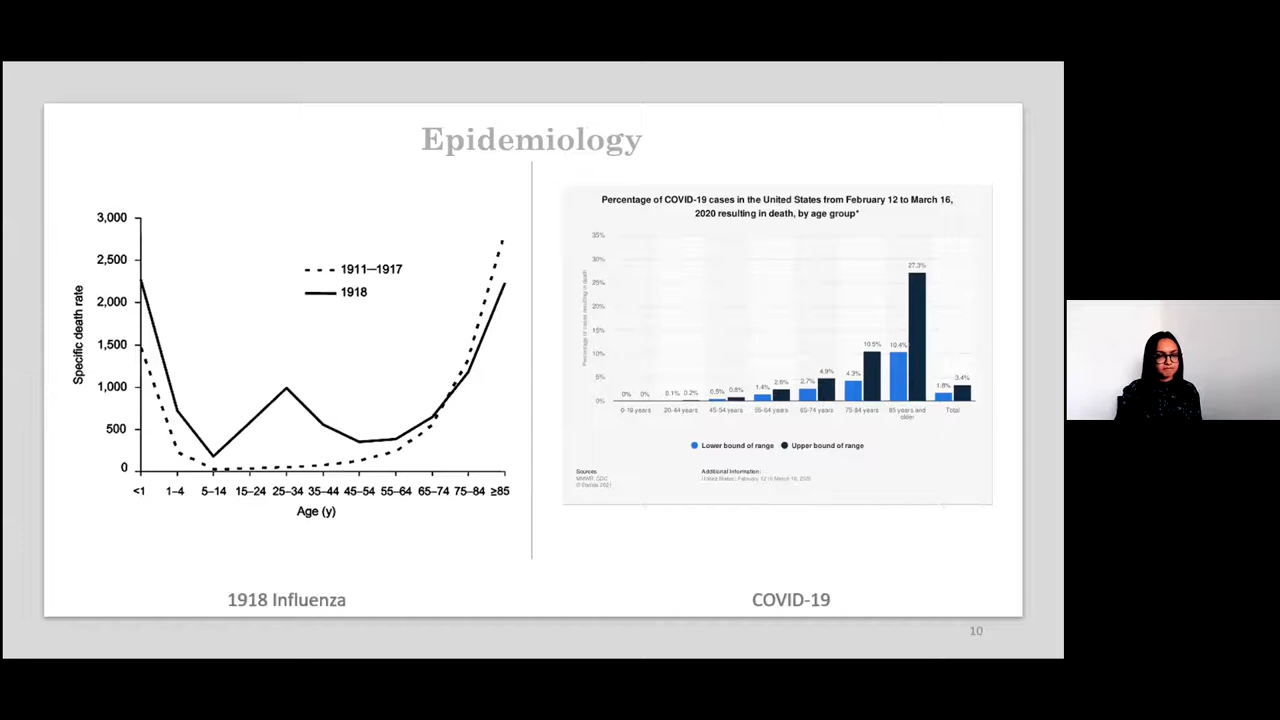 Epidemiology
3,000
2,500
2,000
1,500
1,000
500
0
Specific death rate
1911—1917
1918
<1 1–4 5–14 15–24 25–34 35–44 45–54 55–64 65–74 75–84 ≥85
Age (y)
1918 Influenza
Percentage of COVID-19 cases in the United States from February 12 to March 16,
2020 resulting in death, by age group*
Percentage of cases resulting in death
35%
30%
25%
20%
15%
10%
5%
0%
0% 0%
0.1% 0.2%
0.5% 0.8%
1.4% 2.6%
2.7% 4.9%
4.3% 10.5%
10.4% 27.3%
1.8% 3.4%
0-19 years 20-44 years 45-54 years 55-64 years 65-74 years 75-84 years 85 years and Total
older
Lower bound of range Upper bound of range
Sources
MMWR, CDC
© Statista 2021
Additional Information:
United States; February 12 to March 16, 2020
COVID-19
10